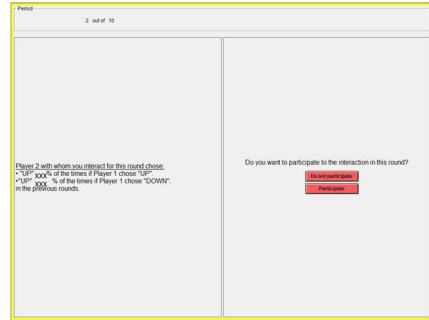 Period
2 out of 10
Player 2 with whom you interact for this round chose:
• "UP" xxx% of the times if Player 1 chose "UP".
•"UP" xxx % of the times if Player 1 chose "DOWN".
in the previous rounds.
Do you want to participate to the interaction in this round?
Do not participate
Participate